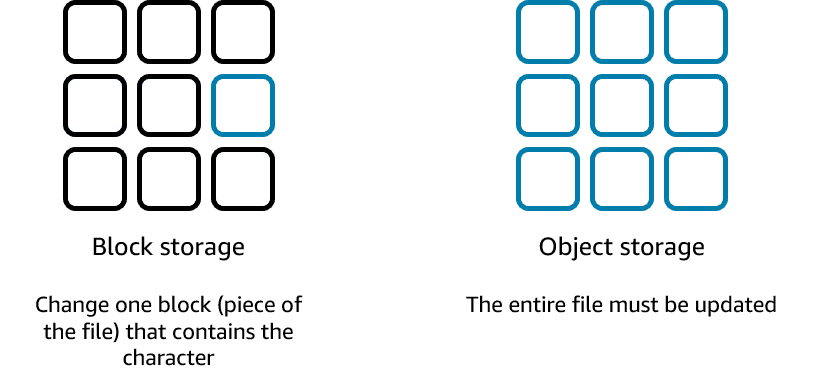 Block storage
Object storage
Change one block (piece of
the file) that contains the
character
The entire file must be updated